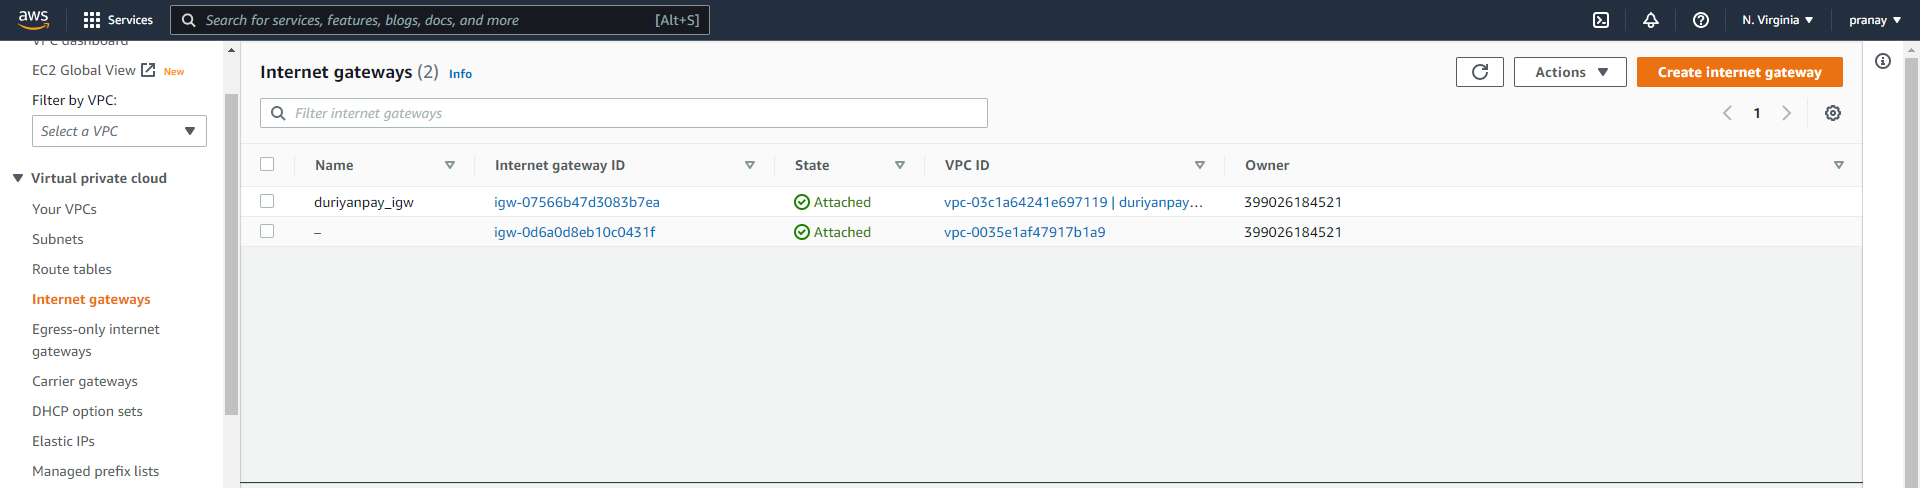 aws
Services
Search for services, features, blogs, docs, and more
[Alt+S]
N. Virginia
pranay
VPC dashboard
EC2 Global View
New
Filter by VPC:
Select a VPC
Virtual private cloud
Your VPCs
Subnets
Route tables
Internet gateways
Egress-only internet
gateways
Carrier gateways
DHCP option sets
Elastic IPs
Managed prefix lists
Internet gateways (2) Info
Actions
Create internet gateway
Filter internet gateways
1
Name Internet gateway ID State VPC ID Owner
duriyanpay_igw igw-07566b47d3083b7ea Attached vpc-03c1a64241e697119 | duriyanpay... 399026184521
– igw-0d6a0d8eb10c0431f Attached vpc-0035e1af47917b1a9 399026184521